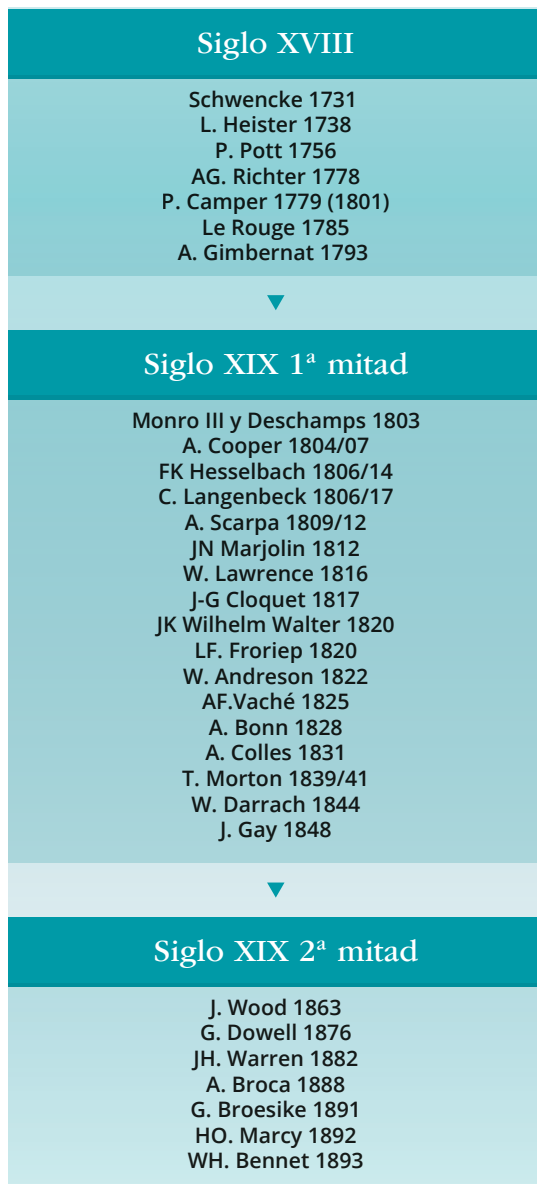 Siglo XVIII
Schwencke 1731
L. Heister 1738
P. Pott 1756
AG. Richter 1778
P. Camper 1779 (1801)
Le Rouge 1785
A. Gimbernat 1793
Siglo XIX 1ª mitad
Monro III y Deschamps 1803
A. Cooper 1804/07
FK Hesselbach 1806/14
C. Langenbeck 1806/17
A. Scarpa 1809/12
JN Marjolin 1812
W. Lawrence 1816
J-G Cloquet 1817
JK Wilhelm Walter 1820
LF. Froriep 1820
W. Andreson 1822
AF.Vaché 1825
A. Bonn 1828
A. Colles 1831
T. Morton 1839/41
W. Darrach 1844
J. Gay 1848
Siglo XIX 2ª mitad
J. Wood 1863
G. Dowell 1876
JH. Warren 1882
A. Broca 1888
G. Broesike 1891
HO. Marcy 1892
WH. Bennet 1893